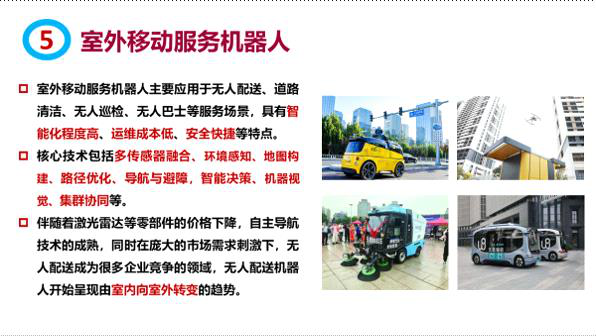 5 室外移动服务机器人
室外移动服务机器人主要应用于无人配送、道路
清洁、无人巡检、无人巴士等服务场景，具有智
能化程度高、运维成本低、安全快捷等特点。
核心技术包括多传感器融合、环境感知、地图构
建、路径优化、导航与避障，智能决策、机器视
觉、集群协同等。
伴随着激光雷达等零部件的价格下降，自主导航
技术的成熟，同时在庞大的市场需求刺激下，无
人配送成为很多企业竞争的领域，无人配送机器
人开始呈现由室内向室外转变的趋势。